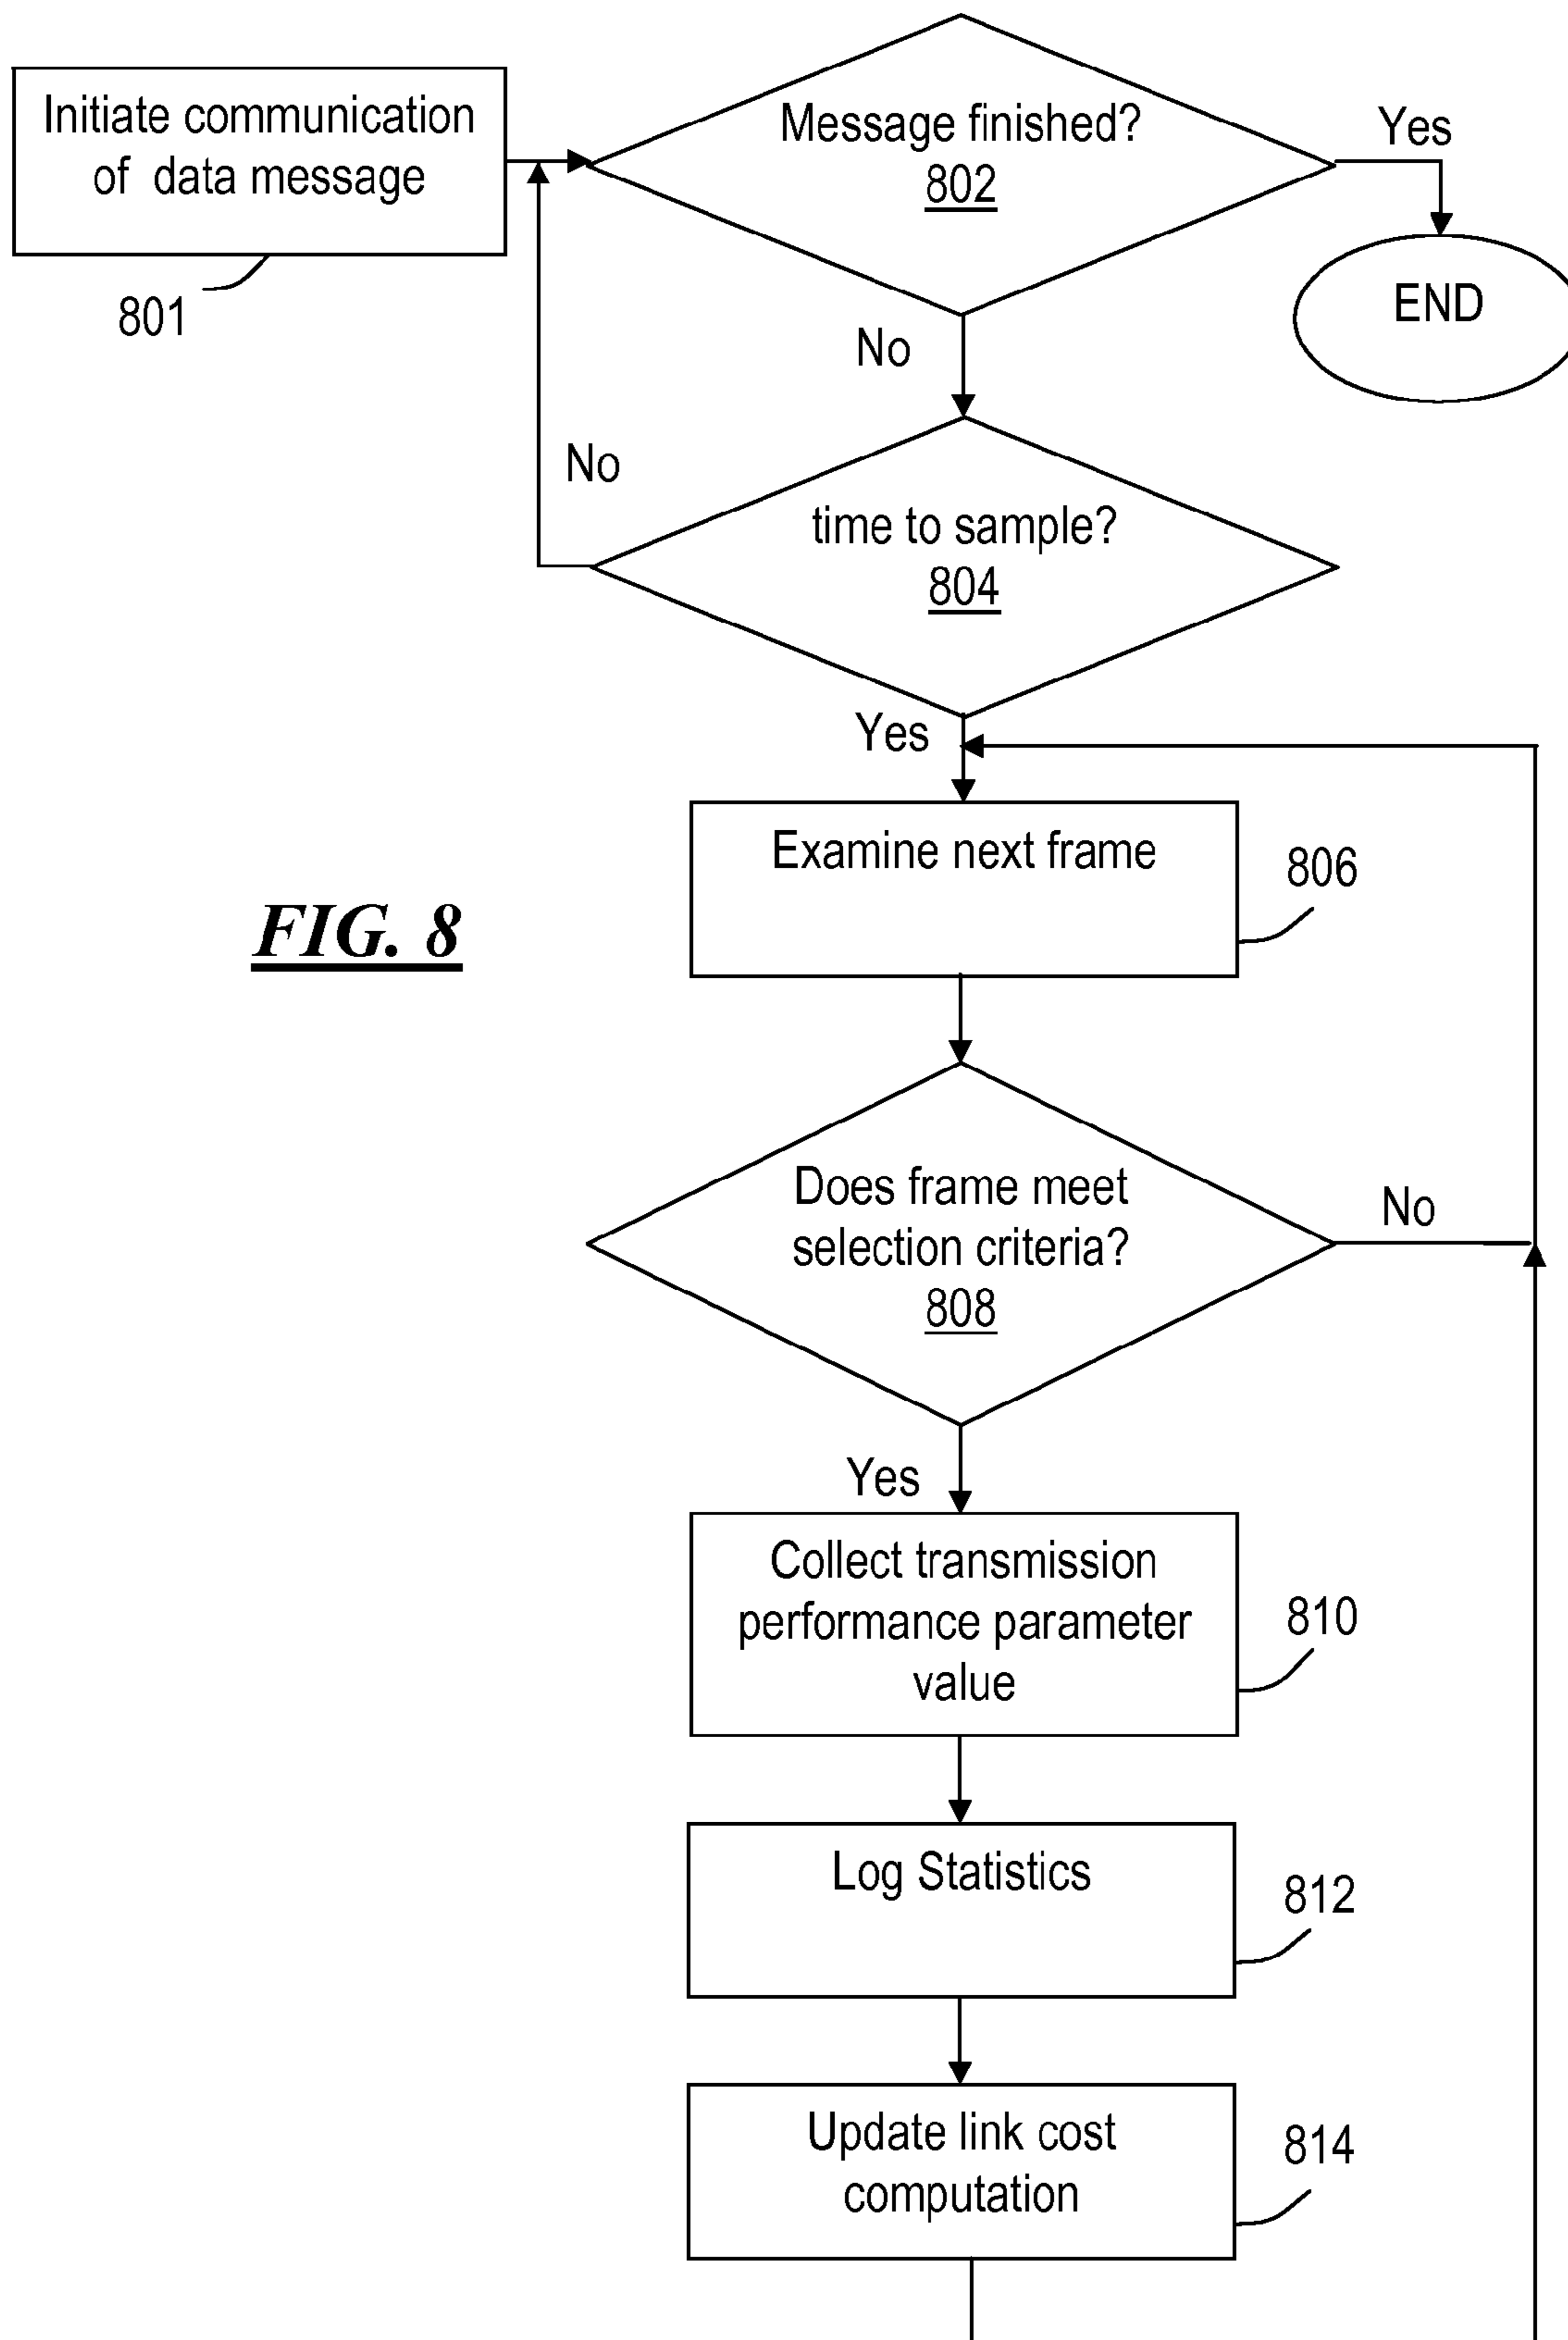 Initiate communication
of data message
801
Message finished?
802
Yes
END
No
No
time to sample?
804
Yes
Examine next frame
806
FIG. 8
Does frame meet
selection criteria?
808
No
Yes
Collect transmission
performance parameter
value
810
Log Statistics
812
Update link cost
computation
814